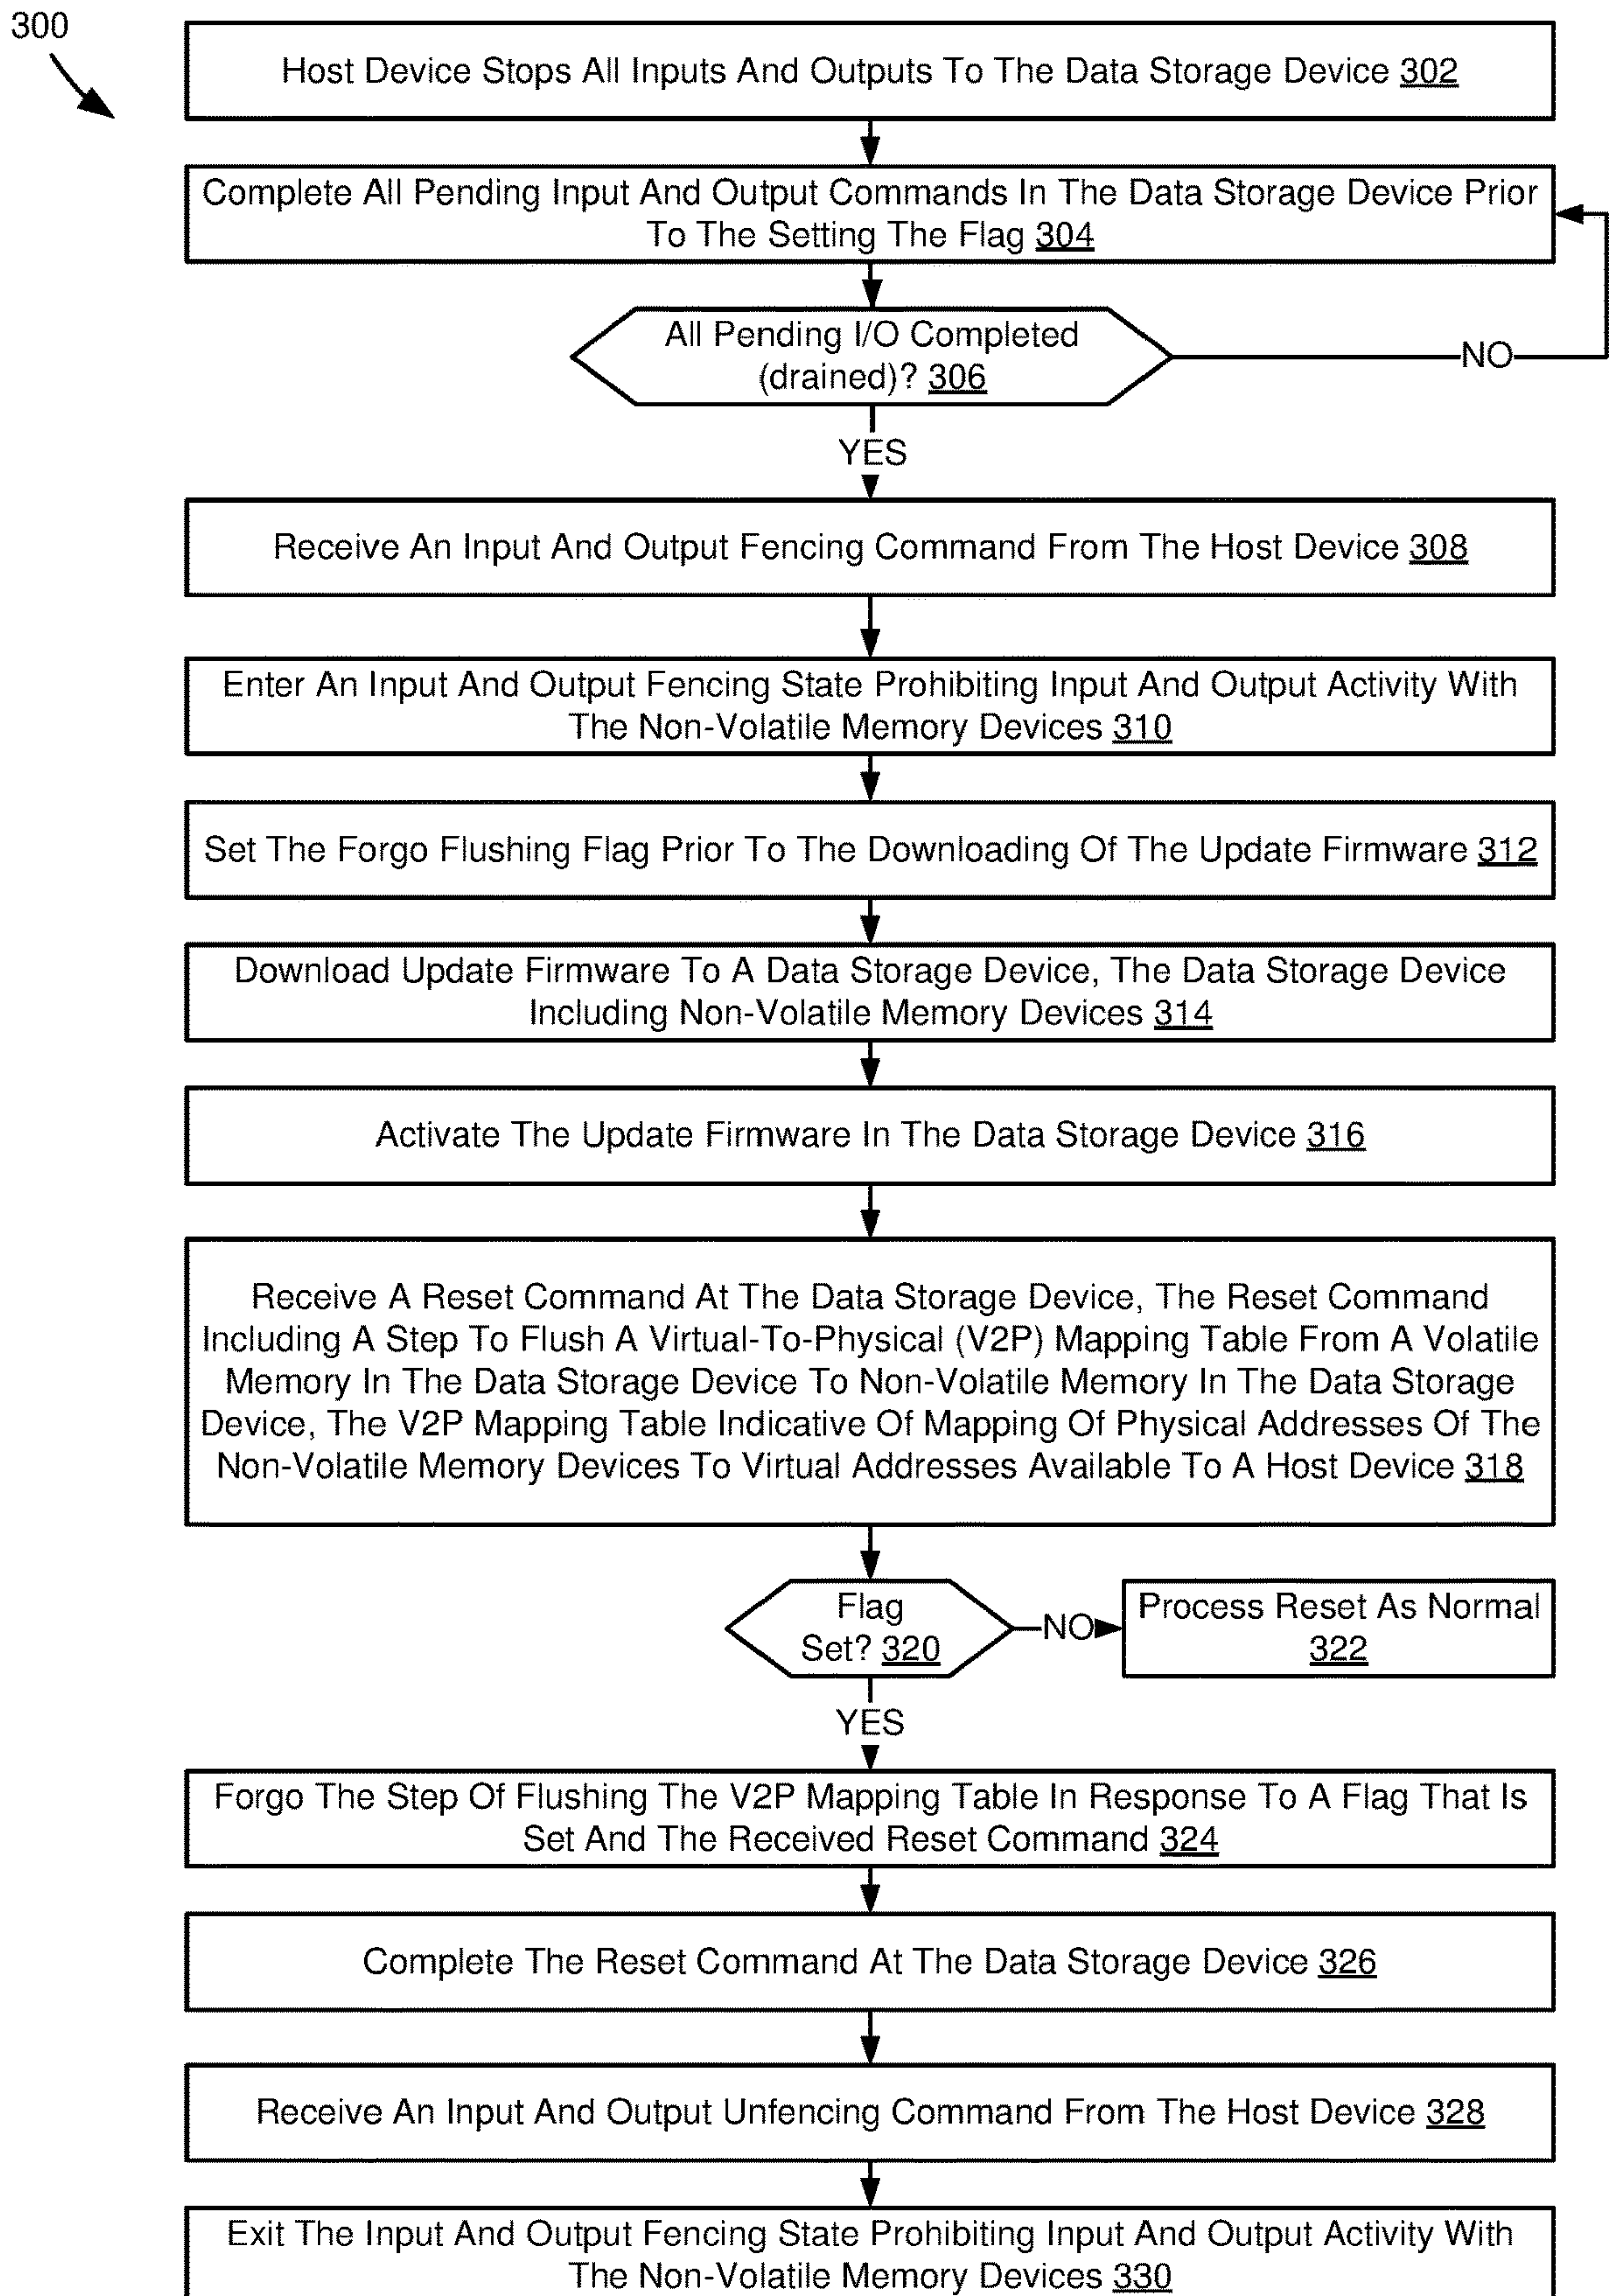 300
Host Device Stops All Inputs And Outputs To The Data Storage Device 302
Complete All Pending Input And Output Commands In The Data Storage Device Prior
To The Setting The Flag 304
All Pending I/O Completed
(drained)? 306
NO
YES
Receive An Input And Output Fencing Command From The Host Device 308
Enter An Input And Output Fencing State Prohibiting Input And Output Activity With
The Non-Volatile Memory Devices 310
Set The Forgo Flushing Flag Prior To The Downloading Of The Update Firmware 312
Download Update Firmware To A Data Storage Device, The Data Storage Device
Including Non-Volatile Memory Devices 314
Activate The Update Firmware In The Data Storage Device 316
Receive A Reset Command At The Data Storage Device, The Reset Command
Including A Step To Flush A Virtual-To-Physical (V2P) Mapping Table From A Volatile
Memory In The Data Storage Device To Non-Volatile Memory In The Data Storage
Device, The V2P Mapping Table Indicative Of Mapping Of Physical Addresses Of The
Non-Volatile Memory Devices To Virtual Addresses Available To A Host Device 318
Flag
Set? 320
NO
Process Reset As Normal
322
YES
Forgo The Step Of Flushing The V2P Mapping Table In Response To A Flag That Is
Set And The Received Reset Command 324
Complete The Reset Command At The Data Storage Device 326
Receive An Input And Output Unfencing Command From The Host Device 328
Exit The Input And Output Fencing State Prohibiting Input And Output Activity With
The Non-Volatile Memory Devices 330